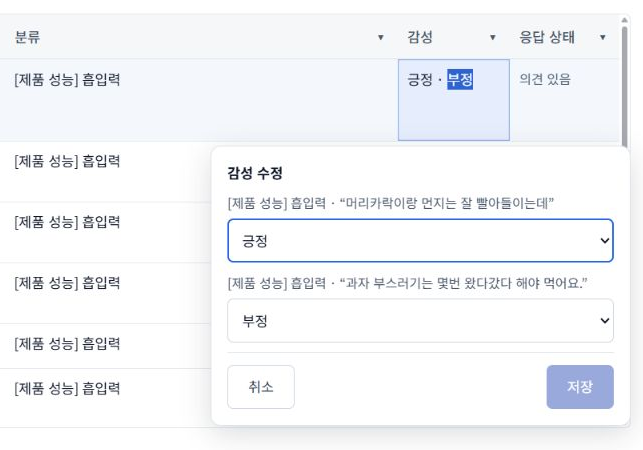 분류 ▼ 감성 ▼ 응답 상태 ▼
[제품 성능] 흡입력 긍정 · 부정 의견 있음
[제품 성능] 흡입력
[제품 성능] 흡입력
[제품 성능] 흡입력
[제품 성능] 흡입력
[제품 성능] 흡입력
감성 수정
[제품 성능] 흡입력 · “머리카락이랑 먼지는 잘 빨아들이는데”
긍정
[제품 성능] 흡입력 · “과자 부스러기는 몇번 왔다갔다 해야 먹어요.”
부정
취소 저장